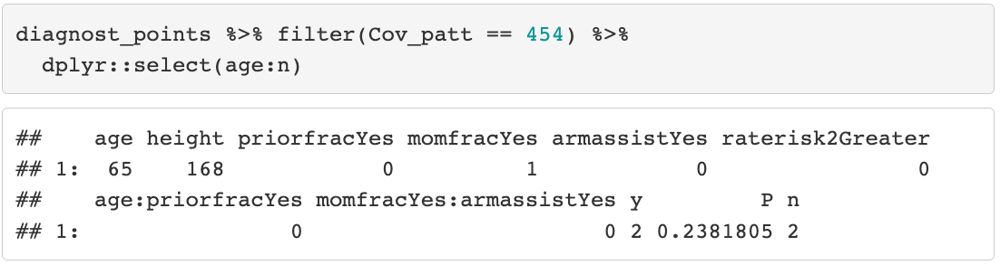 diagnost_points %>% filter(Cov_patt == 454) %>%
  dplyr::select(age:n)
##    age height priorfracYes momfracYes armassistYes raterisk2Greater
## 1:  65    168            0          1            0                0
##    age:priorfracYes momfracYes:armassistYes y         P n
## 1:                0                       0 2 0.2381805 2